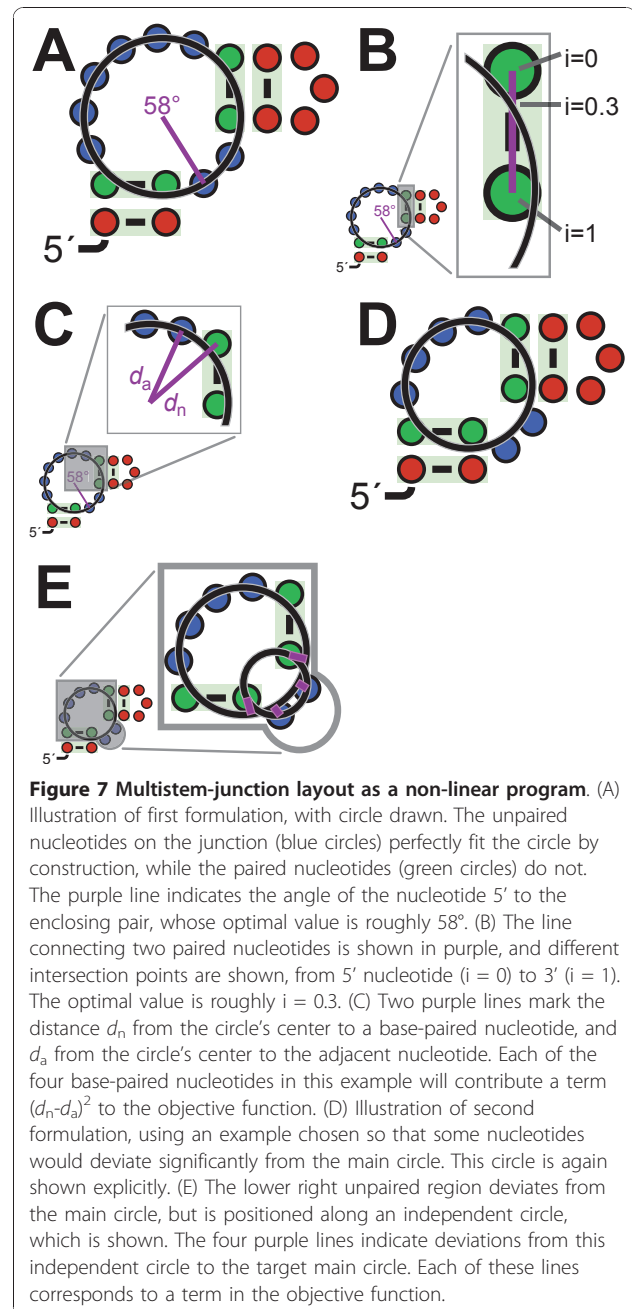 A
58°
5´
B
i=0
i=0.3
i=1
58°
5´
C
dₐ
dₙ
58°
5´
D
5´
E
5´
Figure 7 Multistem-junction layout as a non-linear program. (A)
Illustration of first formulation, with circle drawn. The unpaired
nucleotides on the junction (blue circles) perfectly fit the circle by
construction, while the paired nucleotides (green circles) do not.
The purple line indicates the angle of the nucleotide 5' to the
enclosing pair, whose optimal value is roughly 58°. (B) The line
connecting two paired nucleotides is shown in purple, and different
intersection points are shown, from 5' nucleotide (i = 0) to 3' (i = 1).
The optimal value is roughly i = 0.3. (C) Two purple lines mark the
distance dₙ from the circle's center to a base-paired nucleotide, and
dₐ from the circle's center to the adjacent nucleotide. Each of the
four base-paired nucleotides in this example will contribute a term
(dₙ-dₐ)² to the objective function. (D) Illustration of second
formulation, using an example chosen so that some nucleotides
would deviate significantly from the main circle. This circle is again
shown explicitly. (E) The lower right unpaired region deviates from
the main circle, but is positioned along an independent circle,
which is shown. The four purple lines indicate deviations from this
independent circle to the target main circle. Each of these lines
corresponds to a term in the objective function.